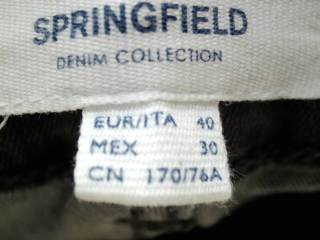 SPRINGFIELD
DENIM COLLECTION
EUR/ITA 40
MEX 30
CN 170/76A